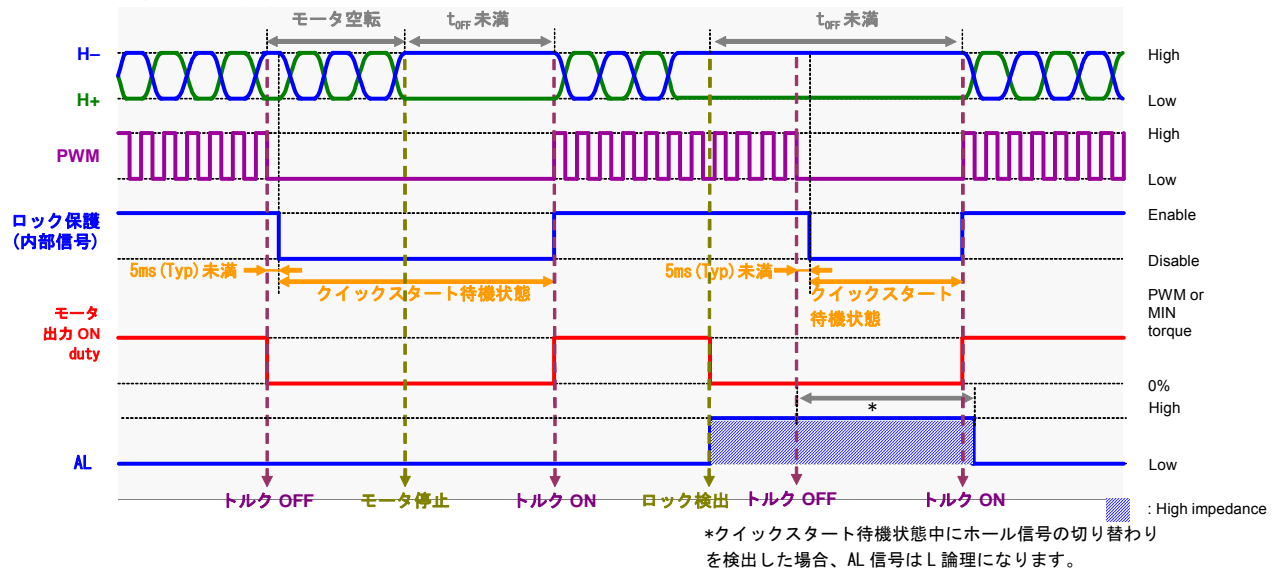 モータ空転
tOFF 未満
tOFF 未満
H−
High
H+
Low
PWM
High
Low
ロック保護
(内部信号)
Enable
Disable
5ms(Typ)未満
5ms(Typ)未満
クイックスタート待機状態
クイックスタート
待機状態
モータ
出力 ON
duty
PWM or
MIN
torque
0%
*
High
AL
Low
トルク OFF
モータ停止
トルク ON
ロック検出
トルク OFF
トルク ON
: High impedance
*クイックスタート待機状態中にホール信号の切り替わり
を検出した場合、AL 信号は L 論理になります。